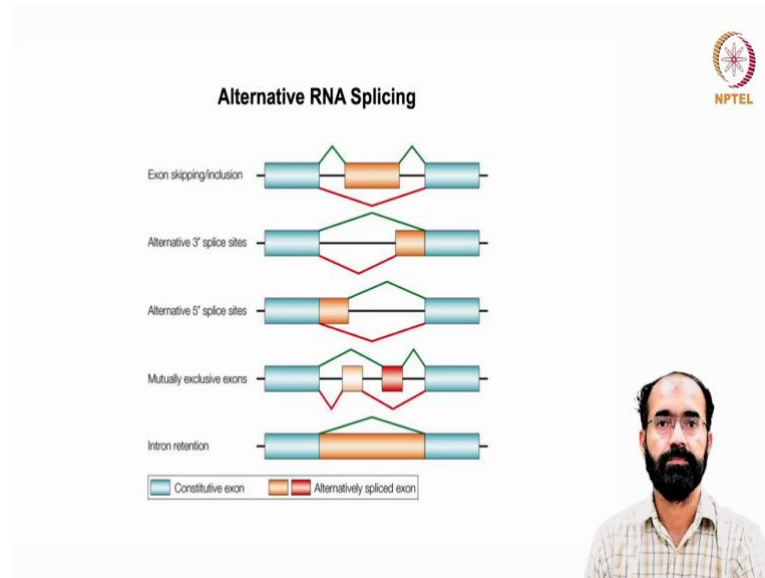 NPTEL
Alternative RNA Splicing
Exon skipping/inclusion
Alternative 3' splice sites
Alternative 5' splice sites
Mutually exclusive exons
Intron retention
Constitutive exon
Alternatively spliced exon